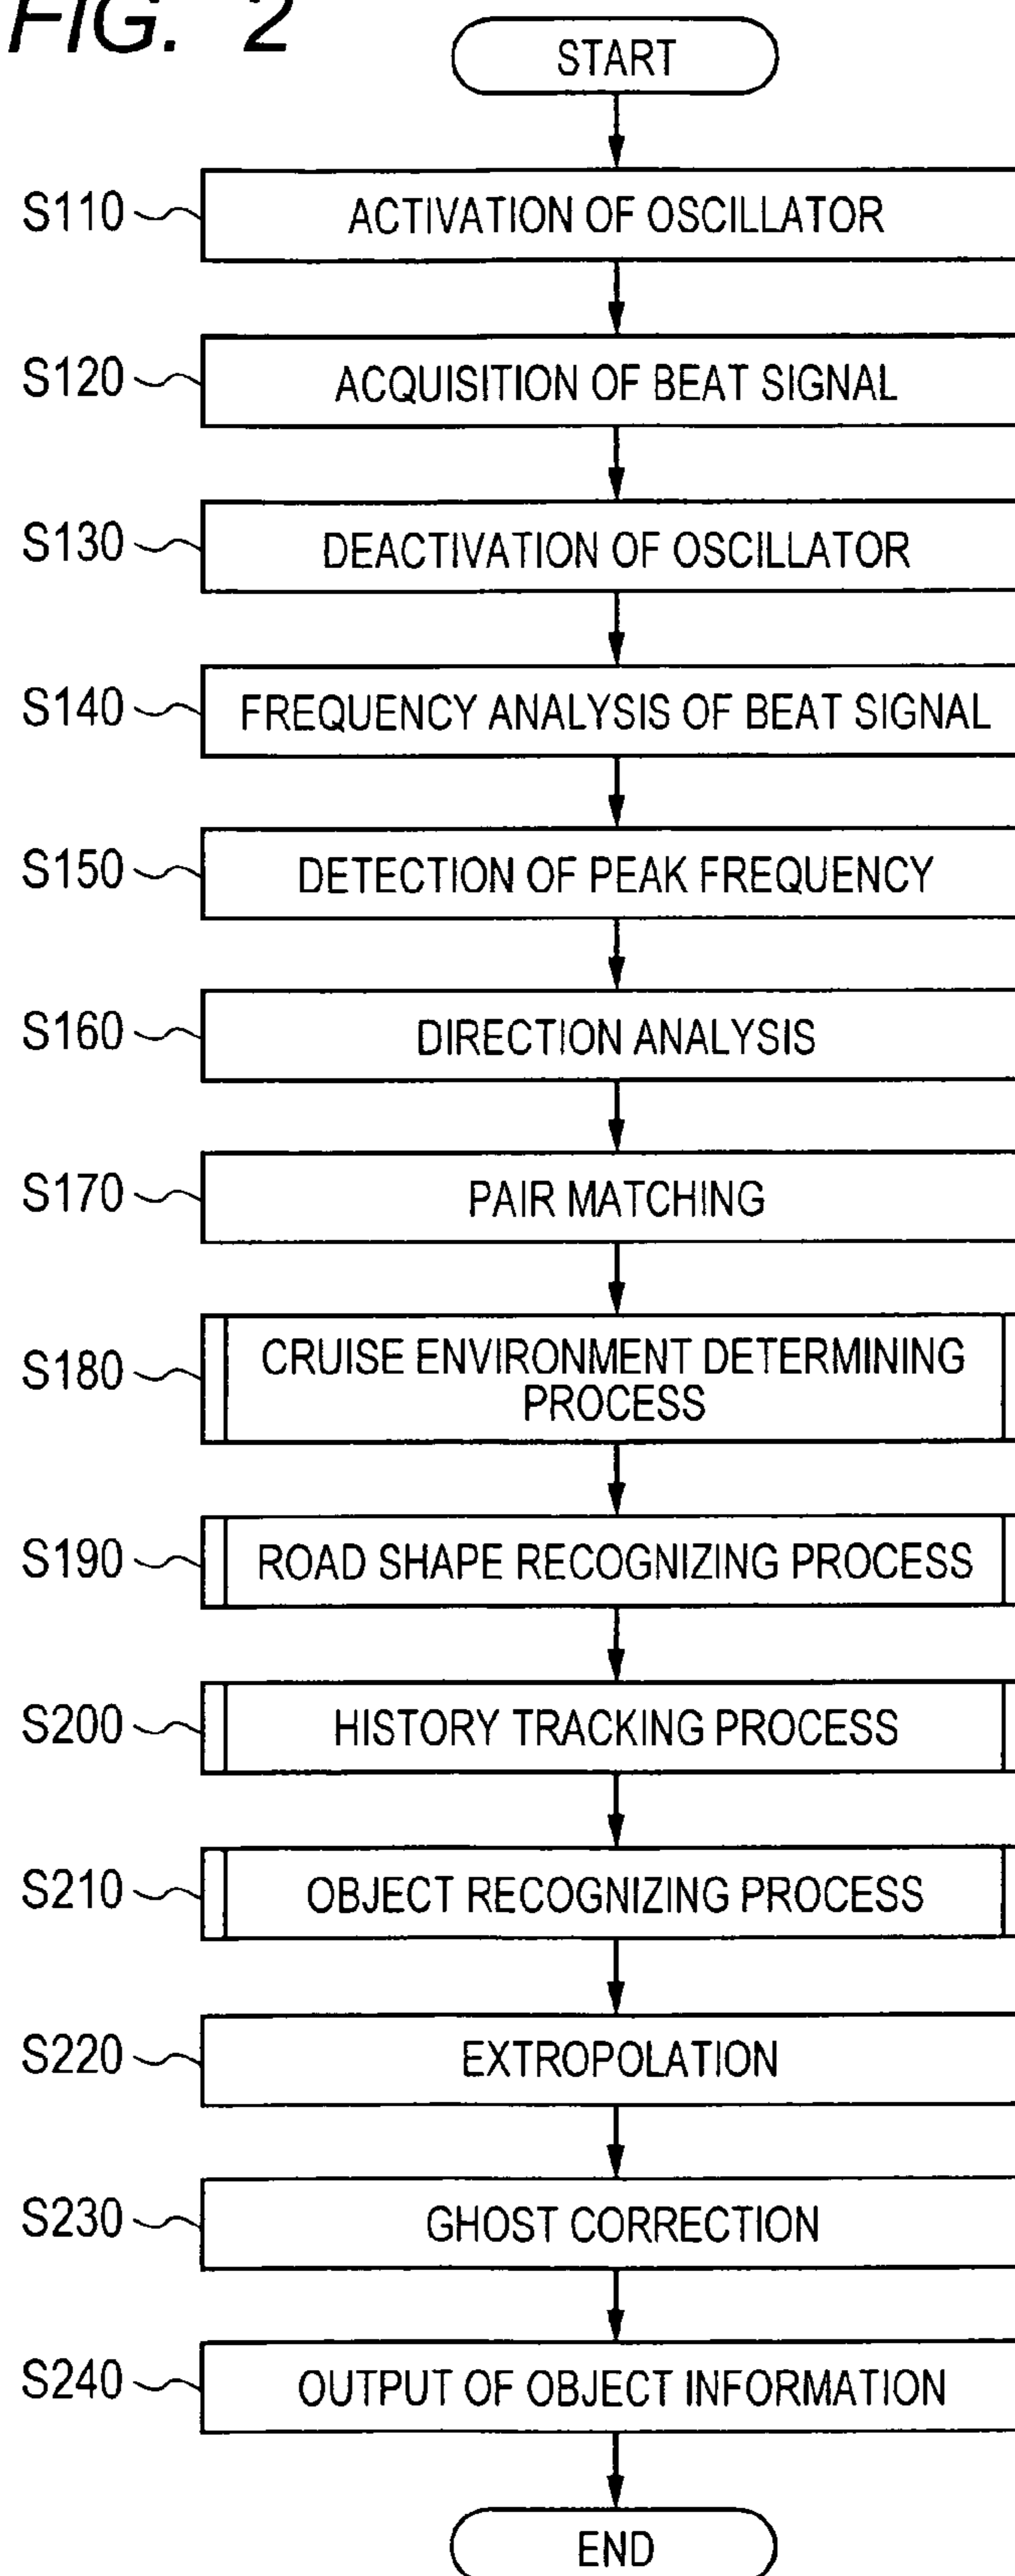 FIG. 2
START
S110
ACTIVATION OF OSCILLATOR
S120
ACQUISITION OF BEAT SIGNAL
S130
DEACTIVATION OF OSCILLATOR
S140
FREQUENCY ANALYSIS OF BEAT SIGNAL
S150
DETECTION OF PEAK FREQUENCY
S160
DIRECTION ANALYSIS
S170
PAIR MATCHING
S180
CRUISE ENVIRONMENT DETERMINING
PROCESS
S190
ROAD SHAPE RECOGNIZING PROCESS
S200
HISTORY TRACKING PROCESS
S210
OBJECT RECOGNIZING PROCESS
S220
EXTROPOLATION
S230
GHOST CORRECTION
S240
OUTPUT OF OBJECT INFORMATION
END